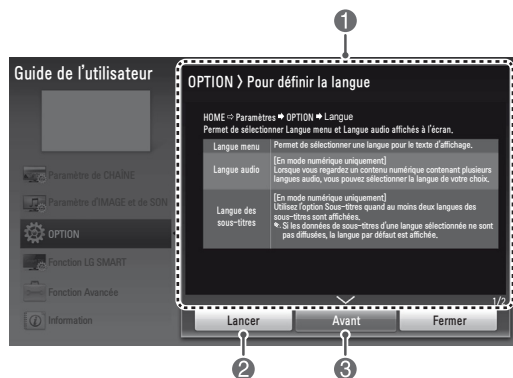 1
Guide de l'utilisateur
Paramètre de CHAÎNE
Paramètre d'IMAGE et de SON
OPTION
Fonction LG SMART
Fonction Avancée
Information
OPTION 〉 Pour définir la langue
HOME ⇨ Paramètres ➡ OPTION ➡ Langue
Permet de sélectionner Langue menu et Langue audio affichés à l'écran.
Langue menu
Permet de sélectionner une langue pour le texte d'affichage.
Langue audio
[En mode numérique uniquement]
Lorsque vous regardez un contenu numérique contenant plusieurs
langues audio, vous pouvez sélectionner la langue de votre choix.
Langue des
sous-titres
[En mode numérique uniquement]
Utilisez l'option Sous-titres quand au moins deux langues des
sous-titres sont affichées.
Si les données de sous-titres d'une langue sélectionnée ne sont
pas diffusées, la langue par défaut est affichée.
1/2
Lancer
Avant
Fermer
2
3